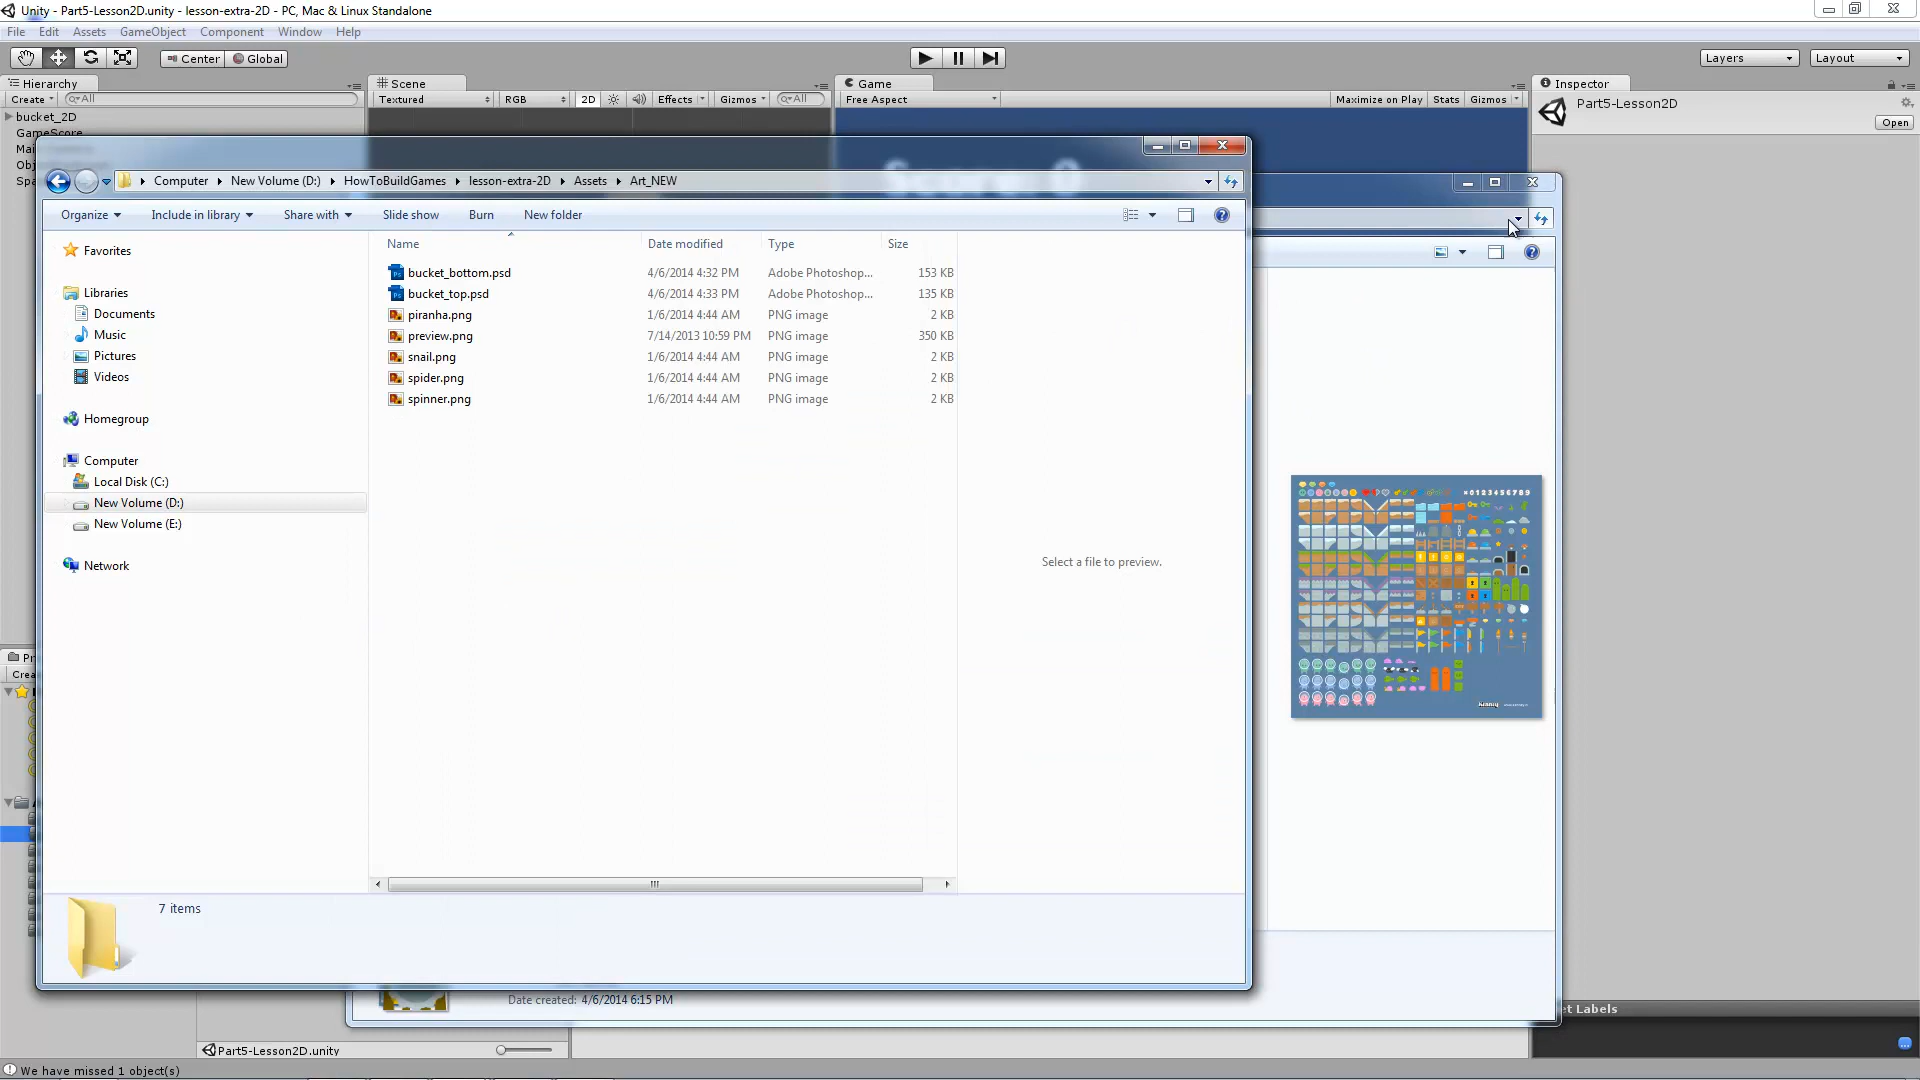 Unity - Part5-Lesson2D.unity - lesson-extra-2D - PC, Mac & Linux Standalone
File Edit Assets GameObject Component Window Help
Center Global Layers Layout
Hierarchy Scene Game Inspector
Create All Textured RGB 2D Effects Gizmos All Free Aspect Maximize on Play Stats Gizmos
Part5-Lesson2D
Open
bucket_2D
GameScore
Computer New Volume (D:) HowToBuildGames lesson-extra-2D Assets Art_NEW
Organize Include in library Share with Slide show Burn New folder
Name Date modified Type Size
Favorites
Libraries
Documents
Music
Pictures
Videos
Homegroup
Computer
Local Disk (C:)
New Volume (D:)
New Volume (E:)
Network
bucket_bottom.psd 4/6/2014 4:32 PM Adobe Photoshop... 153 KB
bucket_top.psd 4/6/2014 4:33 PM Adobe Photoshop... 135 KB
piranha.png 1/6/2014 4:44 AM PNG image 2 KB
preview.png 7/14/2013 10:59 PM PNG image 350 KB
snail.png 1/6/2014 4:44 AM PNG image 2 KB
spider.png 1/6/2014 4:44 AM PNG image 2 KB
spinner.png 1/6/2014 4:44 AM PNG image 2 KB
Select a file to preview.
0123456789
7 items
Date created: 4/6/2014 6:15 PM
et Labels
Part5-Lesson2D.unity
We have missed 1 object(s)